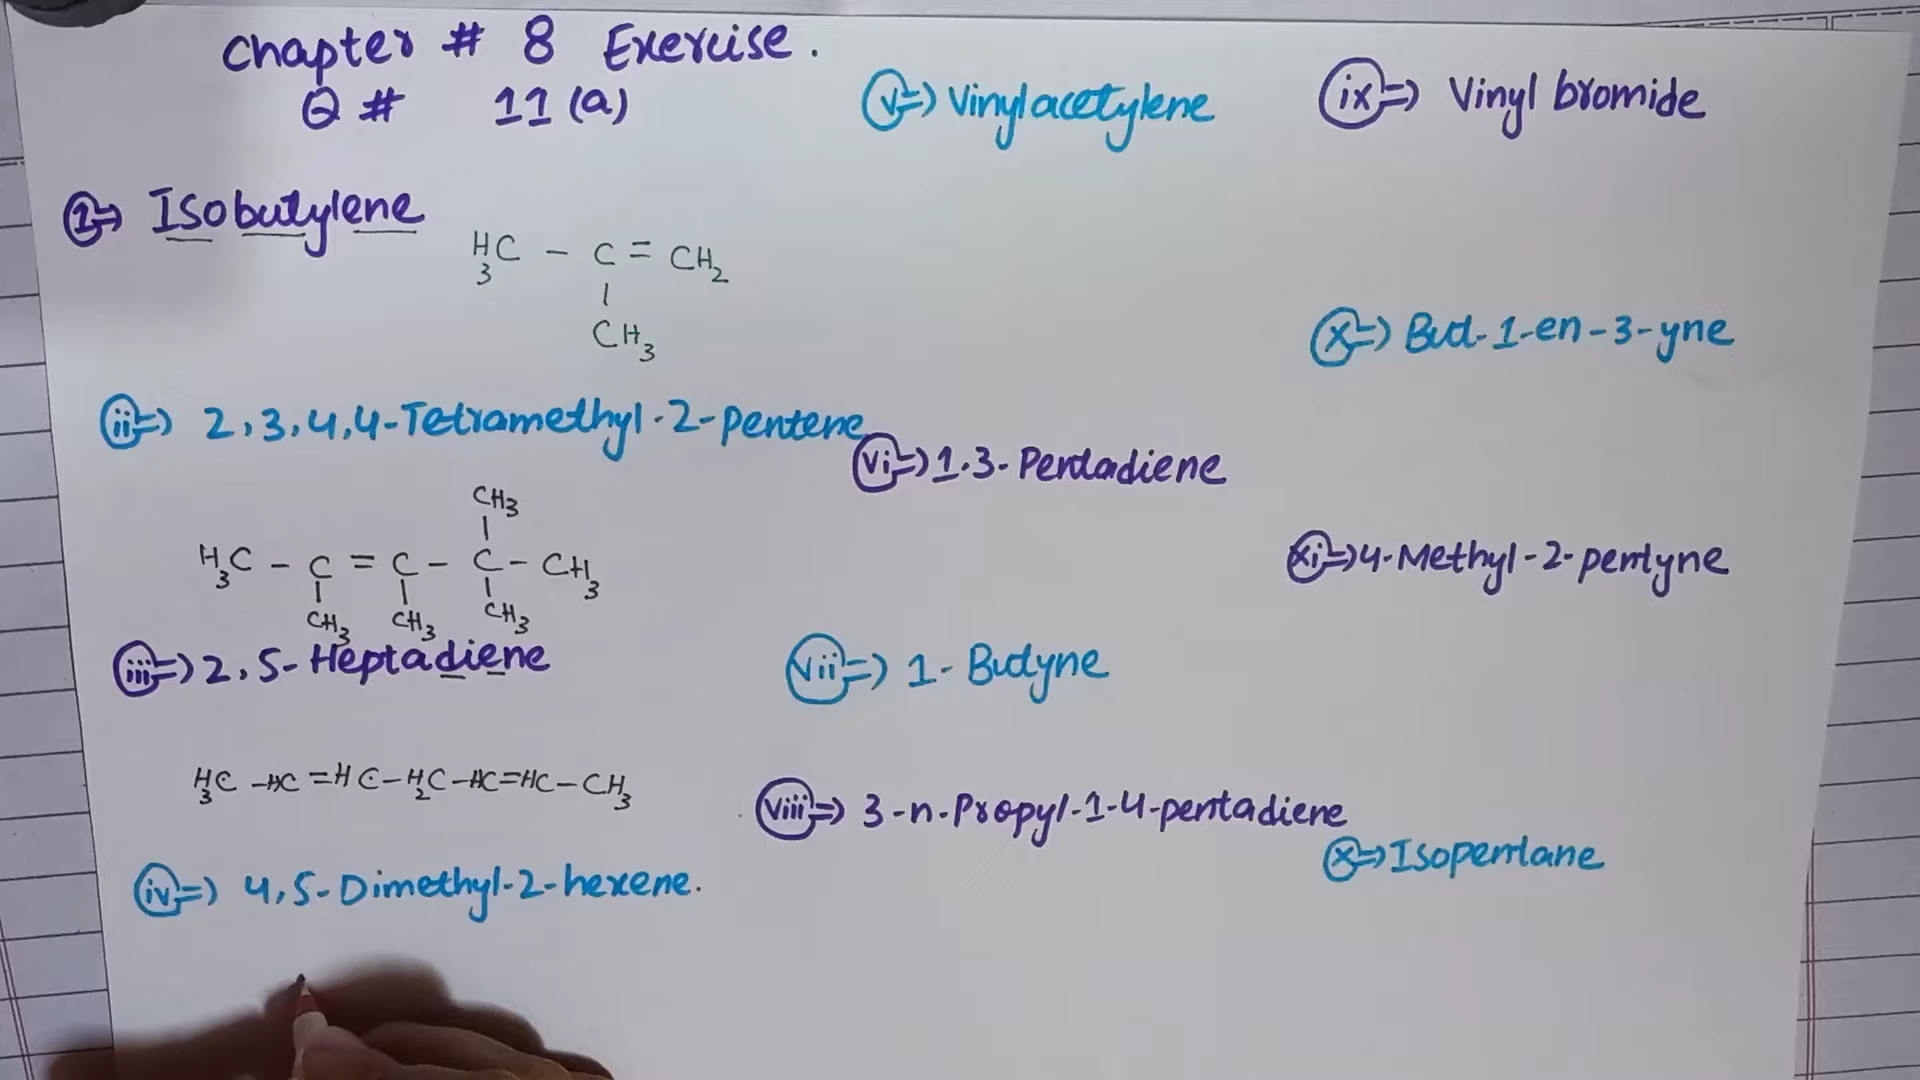 Chapter # 8 Exercise.
Q # 11 (a)
1⇒ Isobutylene
H3C - C = CH2
CH3
ii⇒ 2,3,4,4-Tetramethyl-2-pentene
CH3
H3C - C = C - C - CH3
CH3 CH3 CH3
iii⇒ 2,5-Heptadiene
H3C - HC = HC - H2C - HC = HC - CH3
iv⇒ 4,5-Dimethyl-2-hexene.
v⇒ Vinylacetylene
vi⇒ 1.3-Pentadiene
vii⇒ 1-Butyne
viii⇒ 3-n-Propyl-1-4-pentadiene
ix⇒ Vinyl bromide
x⇒ But-1-en-3-yne
xi⇒ 4-Methyl-2-pentyne
x⇒ Isopentane